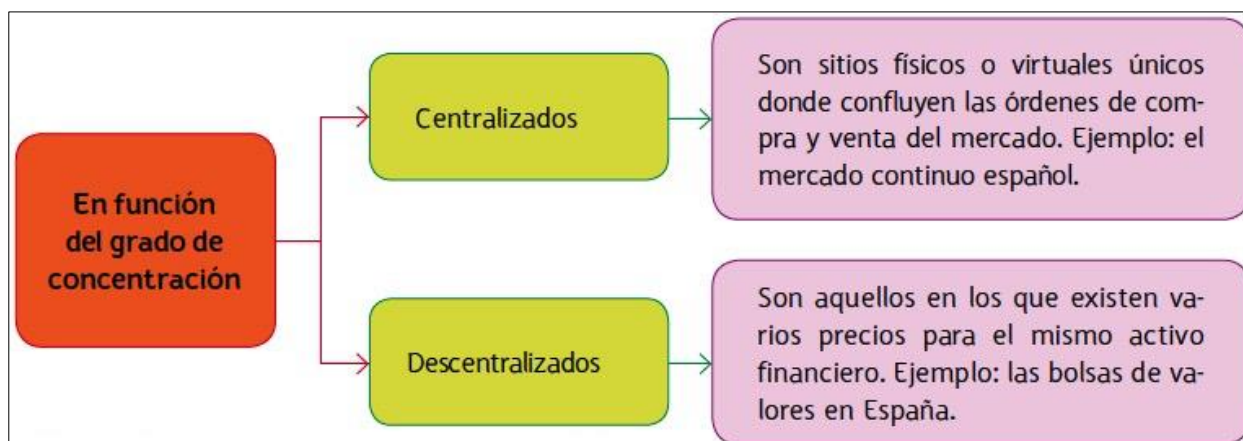 En función
del grado de
concentración
Centralizados
Son sitios físicos o virtuales únicos
donde confluyen las órdenes de com-
pra y venta del mercado. Ejemplo: el
mercado continuo español.
Descentralizados
Son aquellos en los que existen va-
rios precios para el mismo activo
financiero. Ejemplo: las bolsas de va-
lores en España.